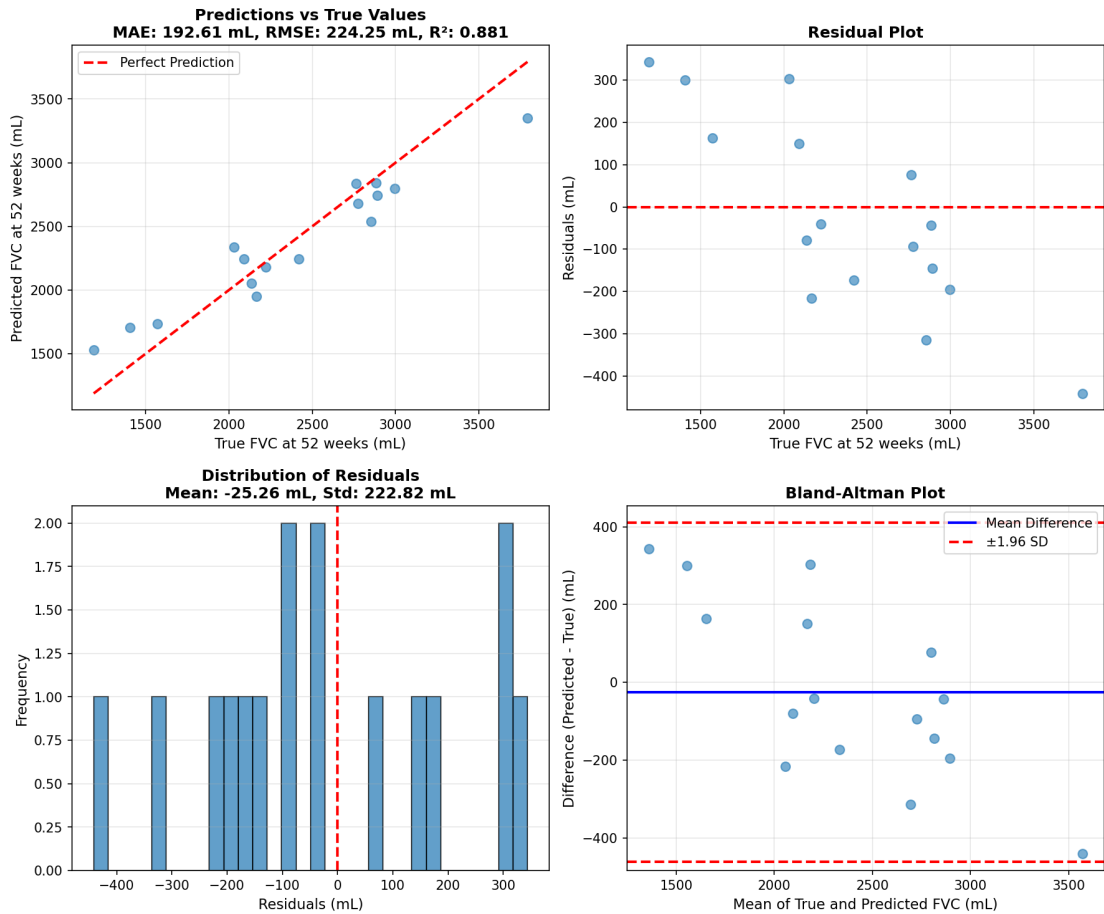 Predictions vs True Values
MAE: 192.61 mL, RMSE: 224.25 mL, R²: 0.881
Perfect Prediction
Predicted FVC at 52 weeks (mL)
3500
3000
2500
2000
1500
1500
2000
2500
3000
3500
True FVC at 52 weeks (mL)
Residual Plot
Residuals (mL)
300
200
100
0
−100
−200
−300
−400
1500
2000
2500
3000
3500
True FVC at 52 weeks (mL)
Distribution of Residuals
Mean: -25.26 mL, Std: 222.82 mL
Frequency
2.00
1.75
1.50
1.25
1.00
0.75
0.50
0.25
0.00
−400
−300
−200
−100
0
100
200
300
Residuals (mL)
Bland-Altman Plot
Mean Difference
±1.96 SD
Difference (Predicted - True) (mL)
400
200
0
−200
−400
1500
2000
2500
3000
3500
Mean of True and Predicted FVC (mL)